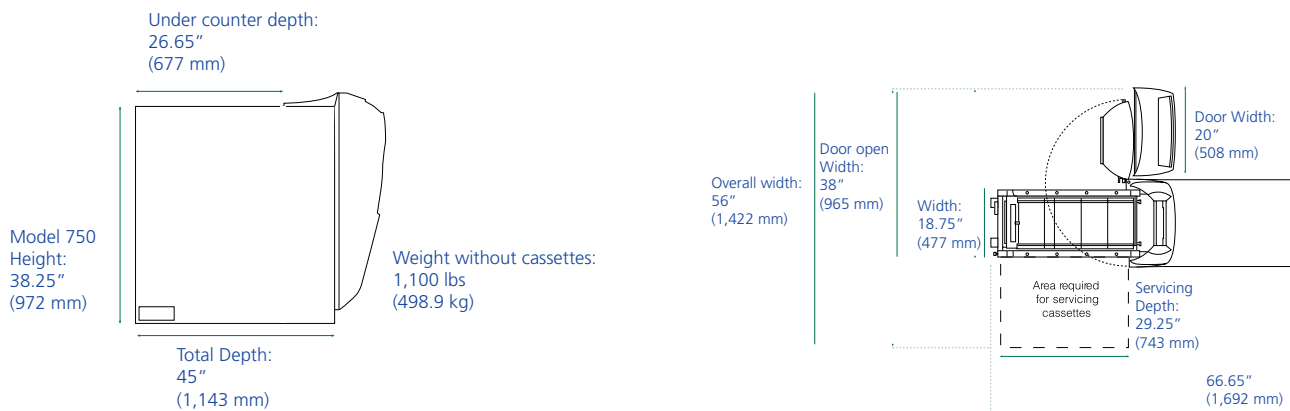 Under counter depth:
26.65”
(677 mm)
Model 750
Height:
38.25”
(972 mm)
Weight without cassettes:
1,100 lbs
(498.9 kg)
Total Depth:
45”
(1,143 mm)
Overall width:
56”
(1,422 mm)
Door open
Width:
38”
(965 mm)
Width:
18.75”
(477 mm)
Door Width:
20”
(508 mm)
Area required
for servicing
cassettes
Servicing
Depth:
29.25”
(743 mm)
66.65”
(1,692 mm)